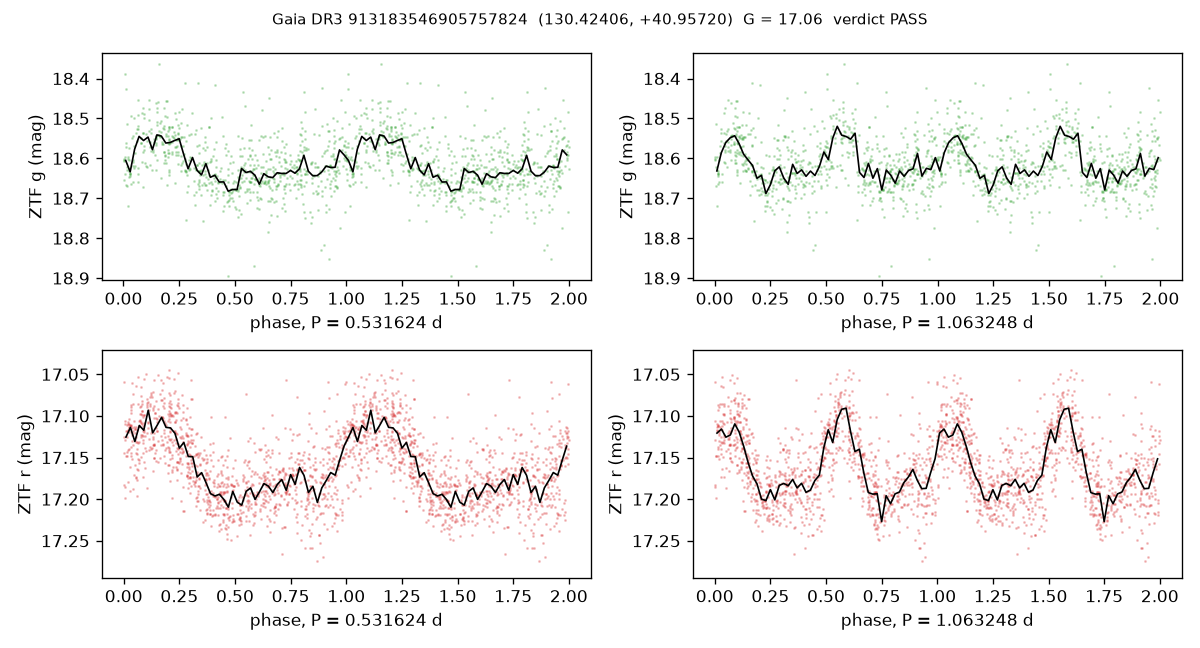 Gaia DR3 913183546905757824 (130.42406, +40.95720) G = 17.06 verdict PASS
ZTF g (mag)
18.4
18.5
18.6
18.7
18.8
18.9
0.00 0.25 0.50 0.75 1.00 1.25 1.50 1.75 2.00
phase, P = 0.531624 d
ZTF g (mag)
18.4
18.5
18.6
18.7
18.8
18.9
0.00 0.25 0.50 0.75 1.00 1.25 1.50 1.75 2.00
phase, P = 1.063248 d
ZTF r (mag)
17.05
17.10
17.15
17.20
17.25
0.00 0.25 0.50 0.75 1.00 1.25 1.50 1.75 2.00
phase, P = 0.531624 d
ZTF r (mag)
17.05
17.10
17.15
17.20
17.25
0.00 0.25 0.50 0.75 1.00 1.25 1.50 1.75 2.00
phase, P = 1.063248 d